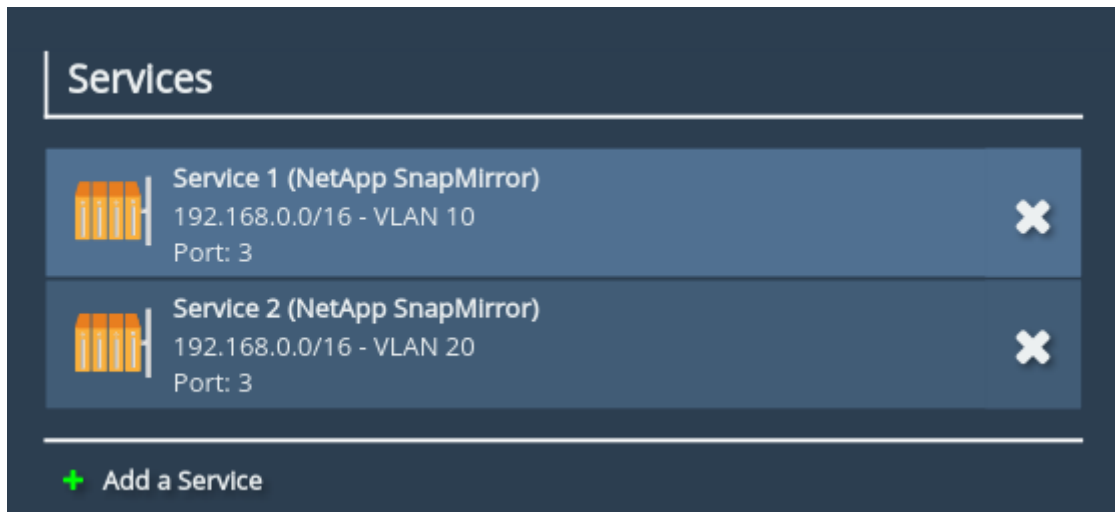 Services
Service 1 (NetApp SnapMirror)
192.168.0.0/16 - VLAN 10
Port: 3
Service 2 (NetApp SnapMirror)
192.168.0.0/16 - VLAN 20
Port: 3
Add a Service